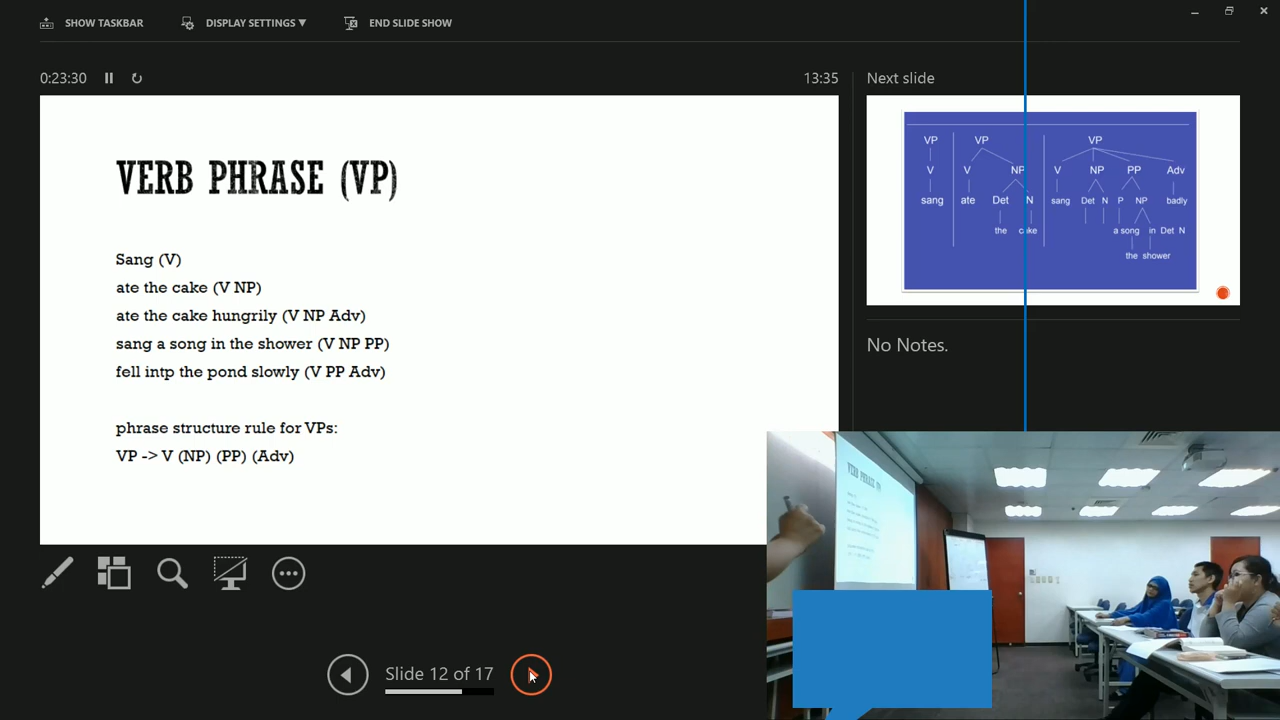 SHOW TASKBAR
DISPLAY SETTINGS ▼
END SLIDE SHOW
0:23:30
13:35
Next slide
VERB PHRASE (VP)
Sang (V)
ate the cake (V NP)
ate the cake hungrily (V NP Adv)
sang a song in the shower (V NP PP)
fell intp the pond slowly (V PP Adv)
phrase structure rule for VPs:
VP -> V (NP) (PP) (Adv)
VP VP VP
V V NP V NP PP Adv
sang ate Det N sang Det N P NP badly
the cake a song in Det N
the shower
No Notes.
VERB PHRASE (VP)
Slide 12 of 17